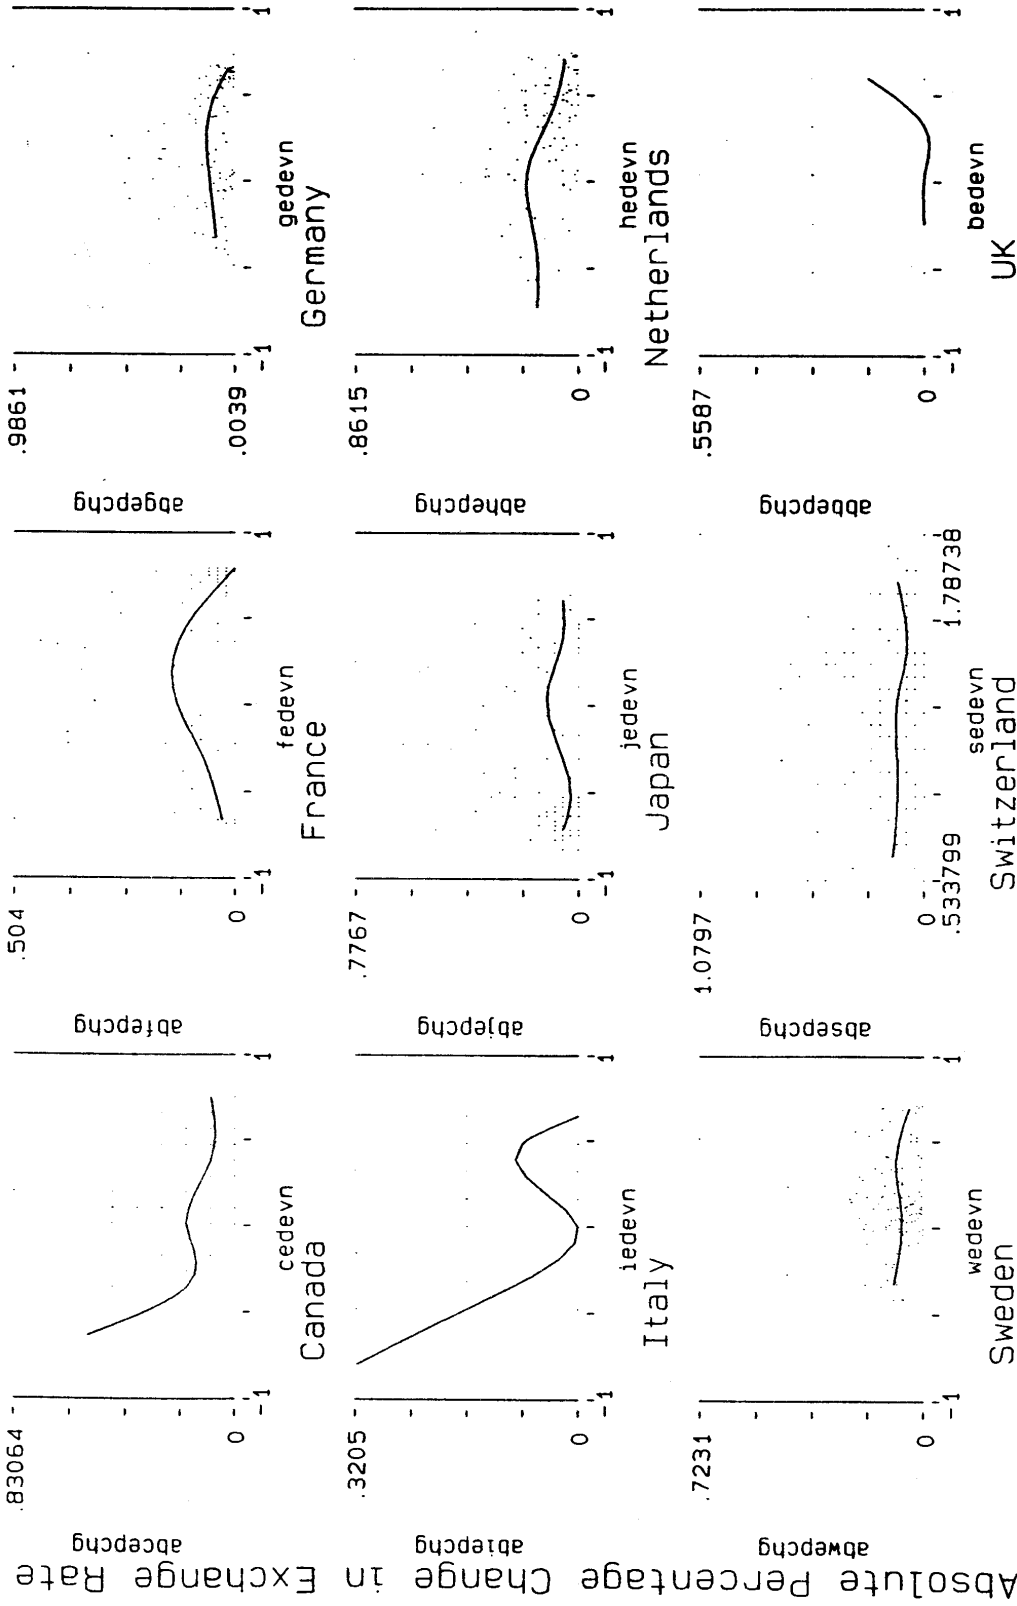 Absolute Percentage Change in Exchange Rate
abcepchg
.83064
0
-1
1
cedevn
Canada
abfepchg
.504
0
-1
1
fedevn
France
abgepchg
.9861
.0039
-1
1
gedevn
Germany
abiepchg
.3205
0
-1
1
iedevn
Italy
abjepchg
.7767
0
-1
1
jedevn
Japan
abhepchg
.8615
0
-1
1
hedevn
Netherlands
abwepchg
.7231
0
-1
1
wedevn
Sweden
absepchg
1.0797
0
.533799
1.78738
sedevn
Switzerland
abbepchg
.5587
0
-1
1
bedevn
UK